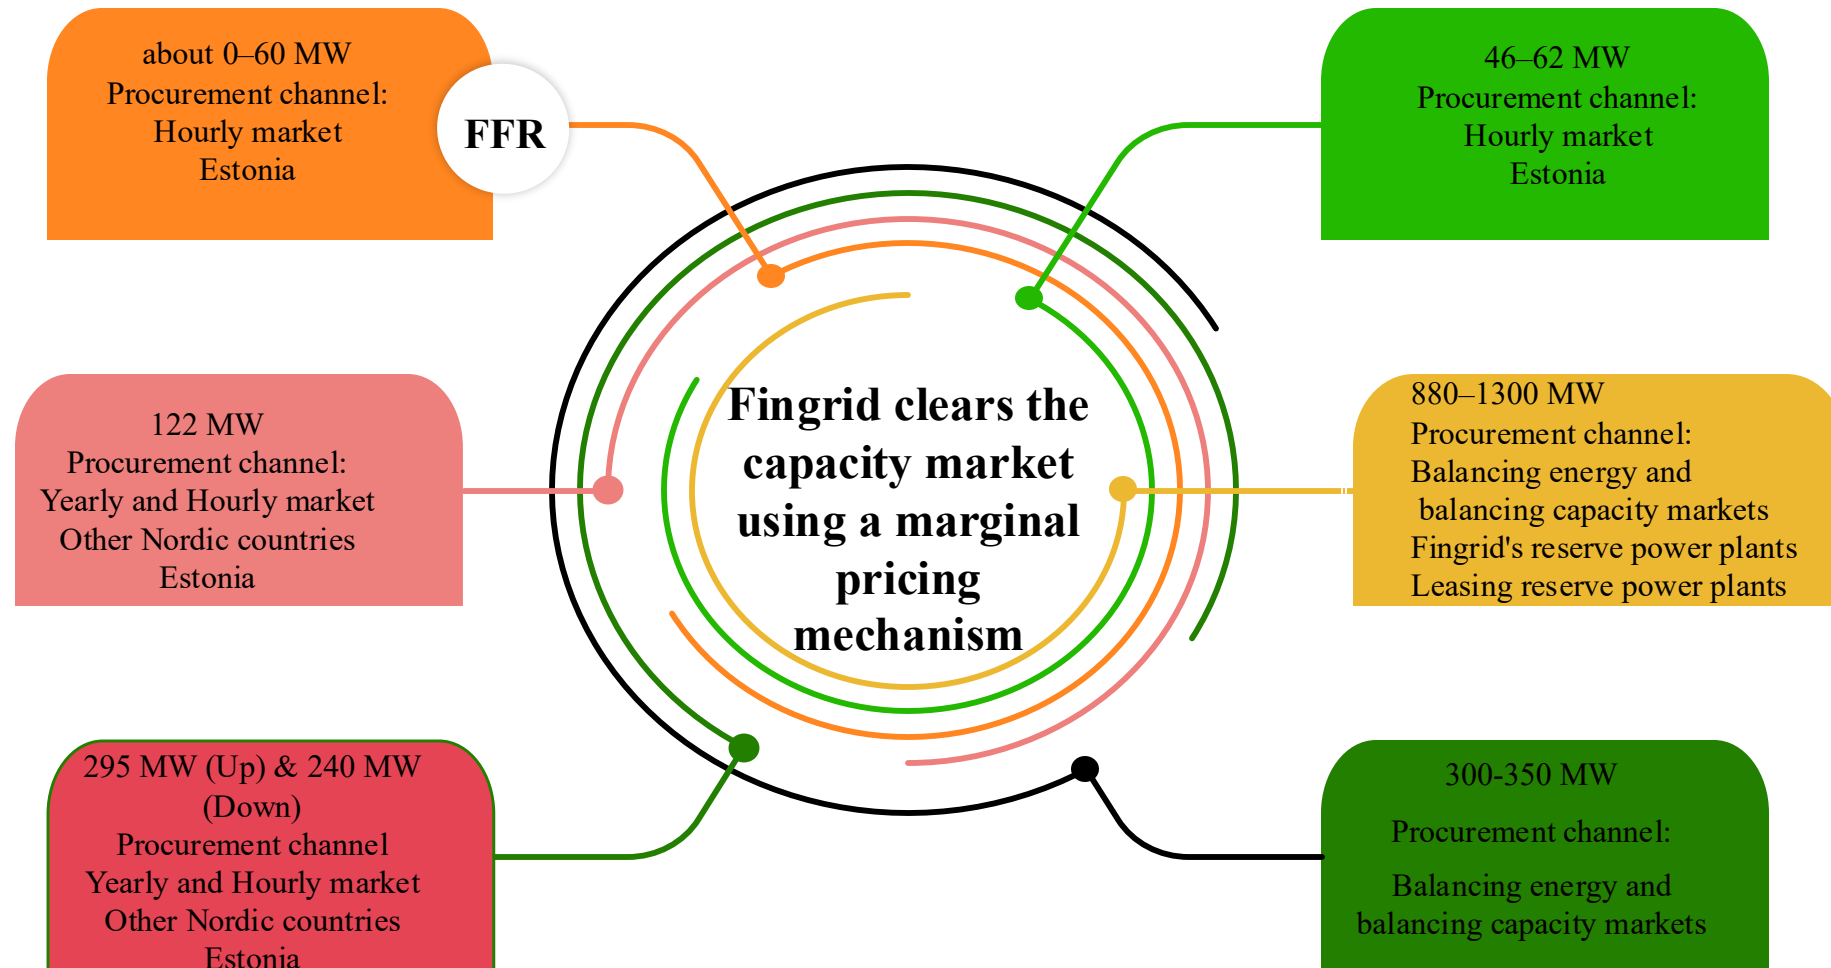 about 0–60 MW
Procurement channel:
Hourly market
Estonia
FFR
46–62 MW
Procurement channel:
Hourly market
Estonia
122 MW
Procurement channel:
Yearly and Hourly market
Other Nordic countries
Estonia
Fingrid clears the
capacity market
using a marginal
pricing
mechanism
880–1300 MW
Procurement channel:
Balancing energy and
balancing capacity markets
Fingrid's reserve power plants
Leasing reserve power plants
295 MW (Up) & 240 MW
(Down)
Procurement channel
Yearly and Hourly market
Other Nordic countries
Estonia
300-350 MW
Procurement channel:
Balancing energy and
balancing capacity markets